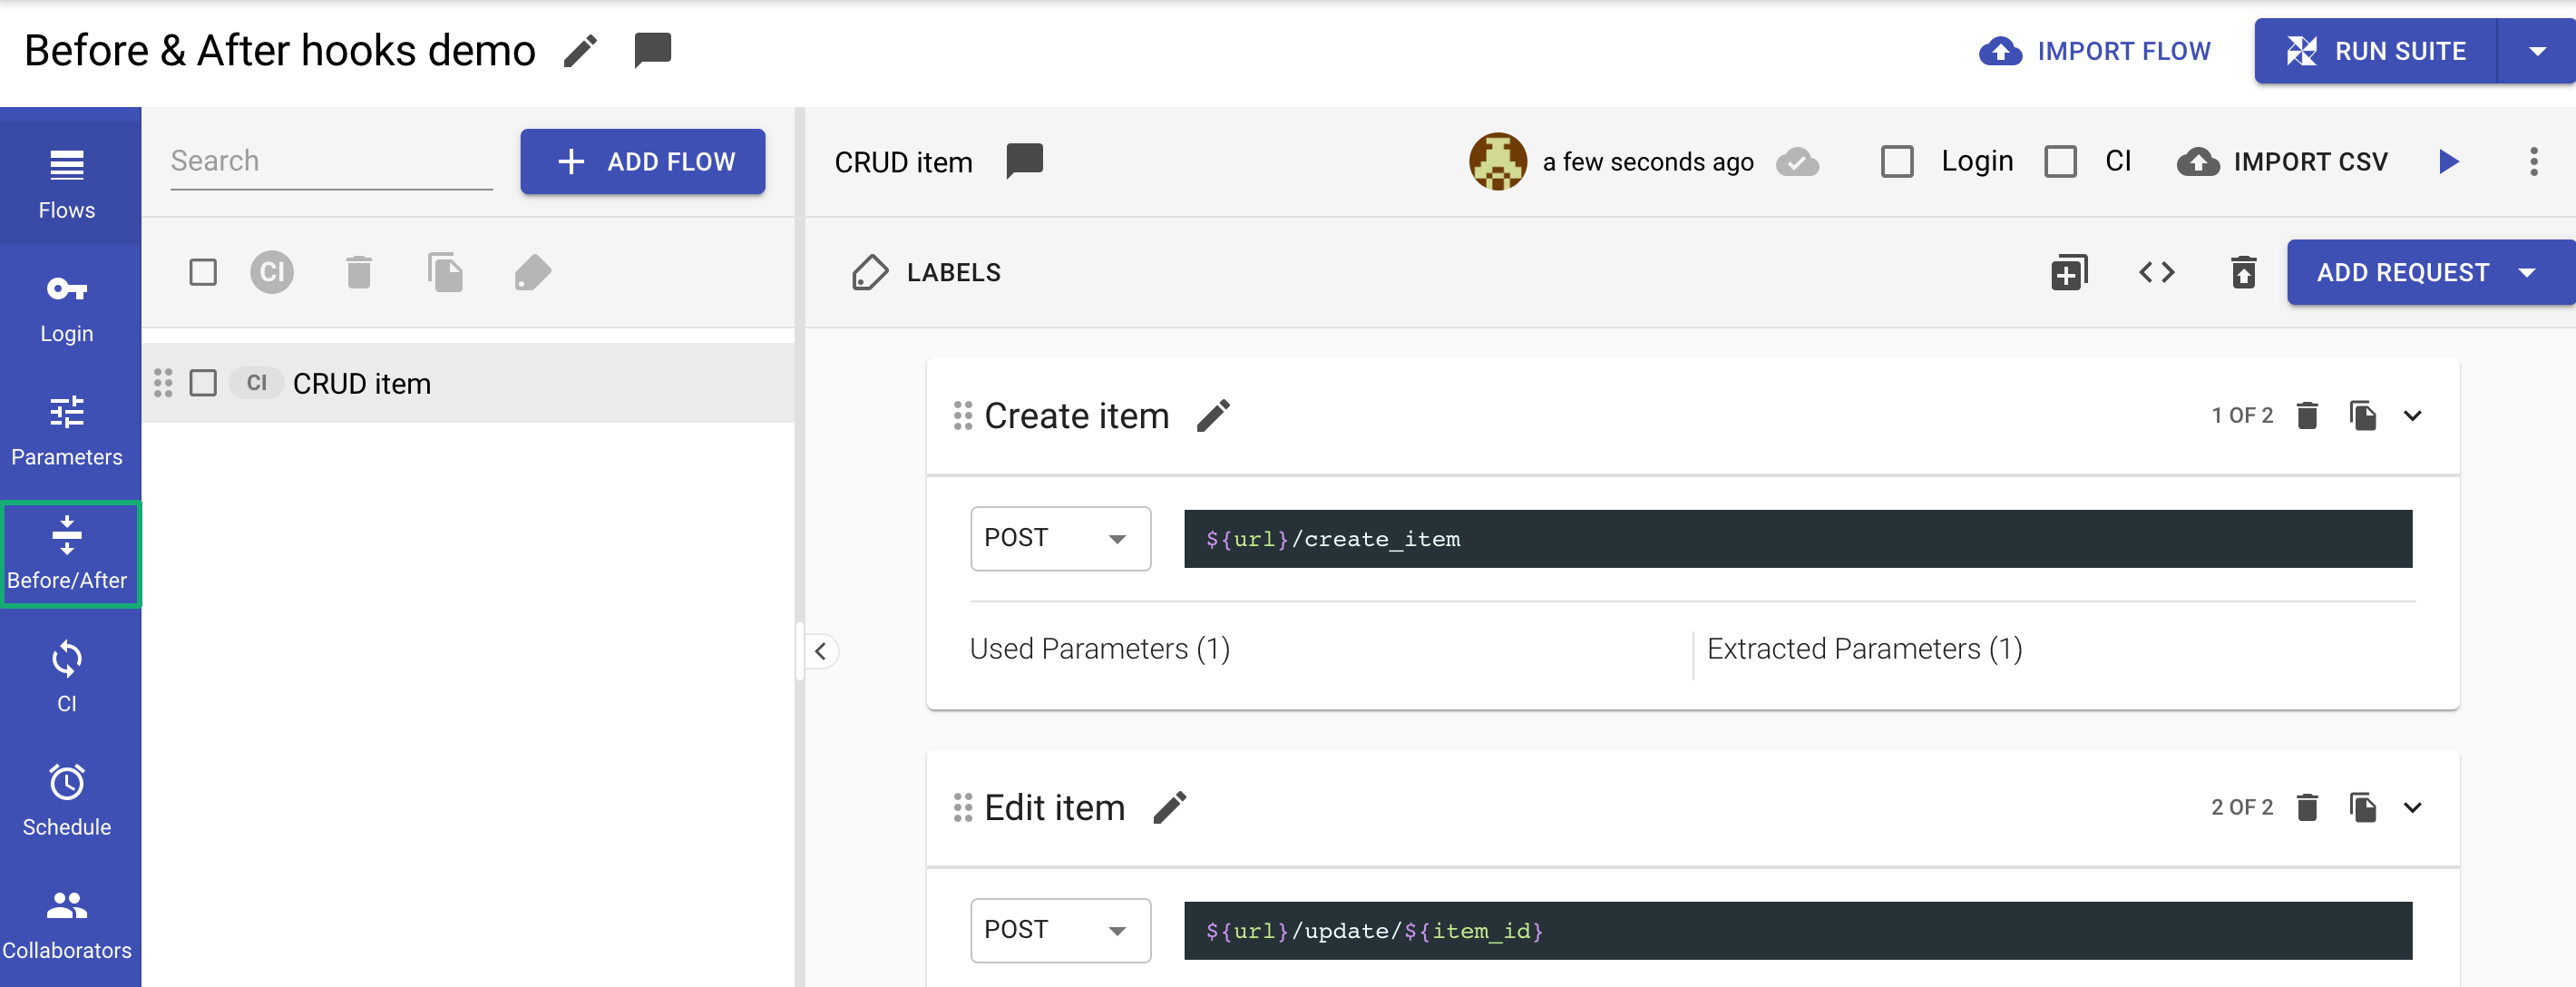 Before & After hooks demo
IMPORT FLOW
RUN SUITE
Flows
Login
Parameters
Before/After
CI
Schedule
Collaborators
Search
ADD FLOW
CI
CI CRUD item
CRUD item
a few seconds ago
Login
CI
IMPORT CSV
LABELS
ADD REQUEST
Create item
1 OF 2
POST
${url}/create_item
Used Parameters (1)
Extracted Parameters (1)
Edit item
2 OF 2
POST
${url}/update/${item_id}